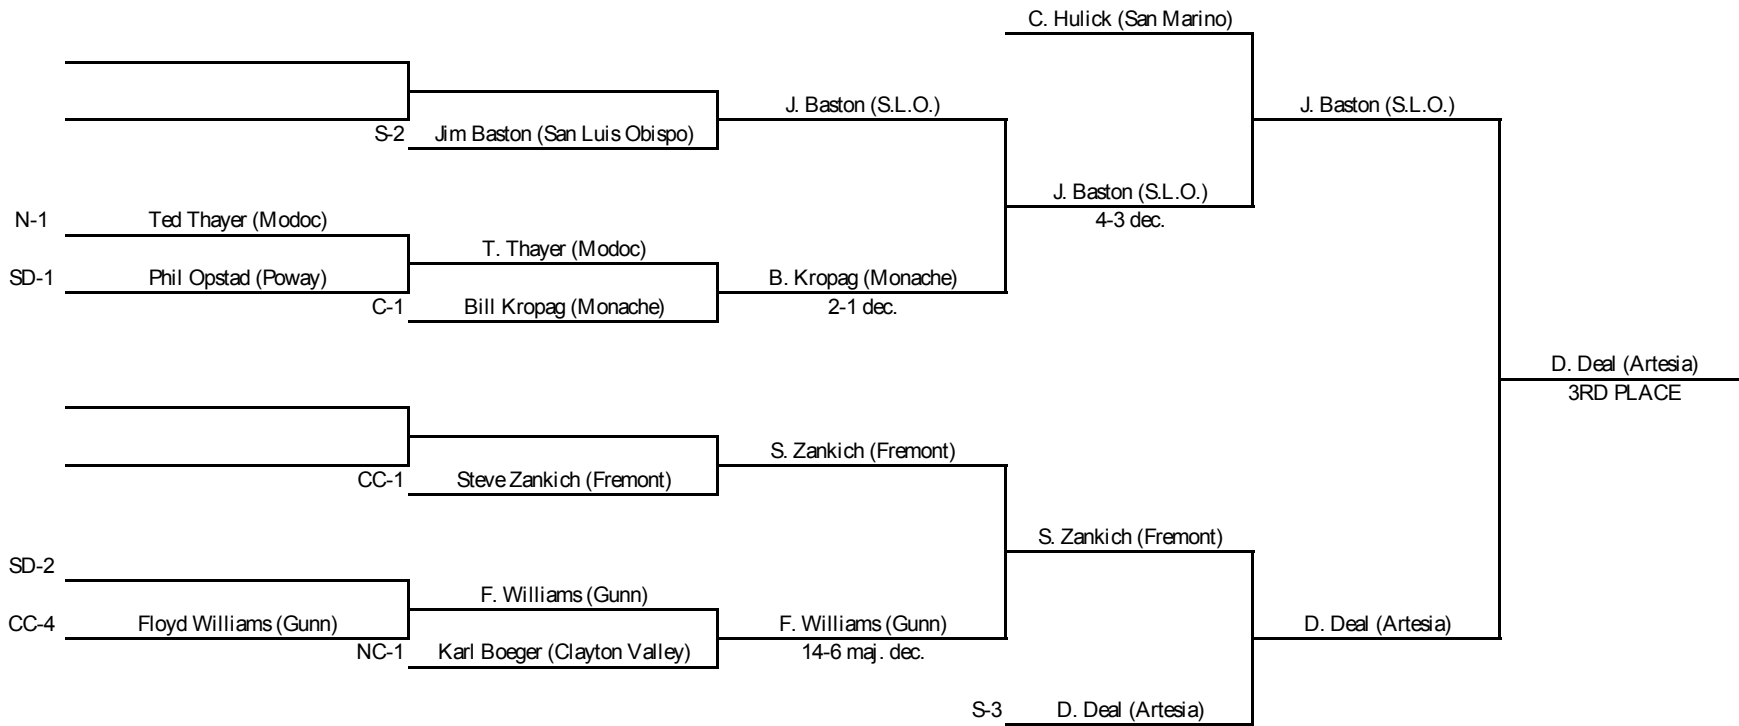 C. Hulick (San Marino)
J. Baston (S.L.O.)
J. Baston (S.L.O.)
S-2
Jim Baston (San Luis Obispo)
J. Baston (S.L.O.)
4-3 dec.
N-1
Ted Thayer (Modoc)
T. Thayer (Modoc)
SD-1
Phil Opstad (Poway)
B. Kropag (Monache)
2-1 dec.
C-1
Bill Kropag (Monache)
D. Deal (Artesia)
3RD PLACE
S. Zankich (Fremont)
CC-1
Steve Zankich (Fremont)
S. Zankich (Fremont)
SD-2
F. Williams (Gunn)
CC-4
Floyd Williams (Gunn)
F. Williams (Gunn)
14-6 maj. dec.
D. Deal (Artesia)
NC-1
Karl Boeger (Clayton Valley)
S-3
D. Deal (Artesia)